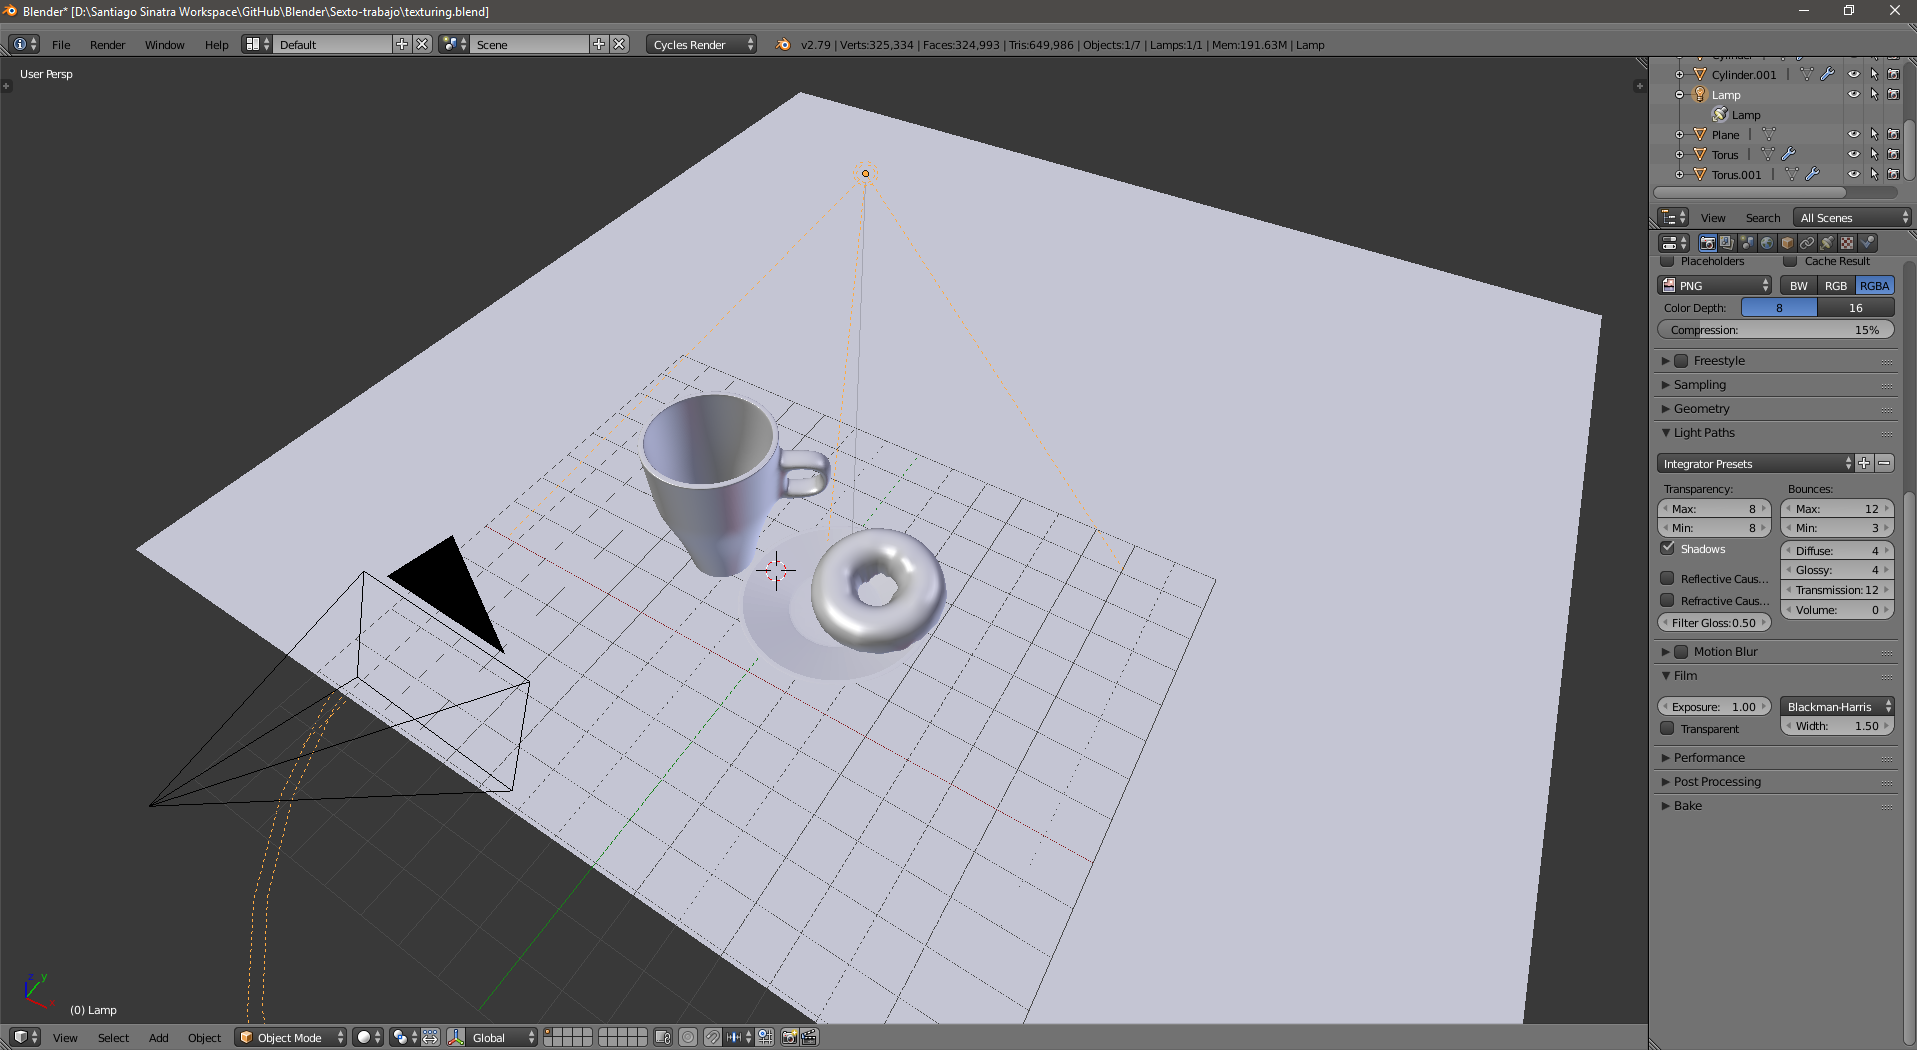 Blender* [D:\Santiago Sinatra Workspace\GitHub\Blender\Sexto-trabajo\texturing.blend]
File Render Window Help Default Scene Cycles Render v2.79 | Verts:325,334 | Faces:324,993 | Tris:649,986 | Objects:1/7 | Lamps:1/1 | Mem:191.63M | Lamp
User Persp
Cylinder
Cylinder.001
Lamp
Lamp
Plane
Torus
Torus.001
View Search All Scenes
Placeholders Cache Result
PNG BW RGB RGBA
Color Depth: 8 16
Compression: 15%
Freestyle
Sampling
Geometry
Light Paths
Integrator Presets
Transparency: Bounces:
Max: 8 Max: 12
Min: 8 Min: 3
Shadows Diffuse: 4
Glossy: 4
Reflective Caus... Transmission: 12
Refractive Caus... Volume: 0
Filter Gloss: 0.50
Motion Blur
Film
Exposure: 1.00 Blackman-Harris
Transparent Width: 1.50
Performance
Post Processing
Bake
z y
x
(0) Lamp
View Select Add Object Object Mode Global